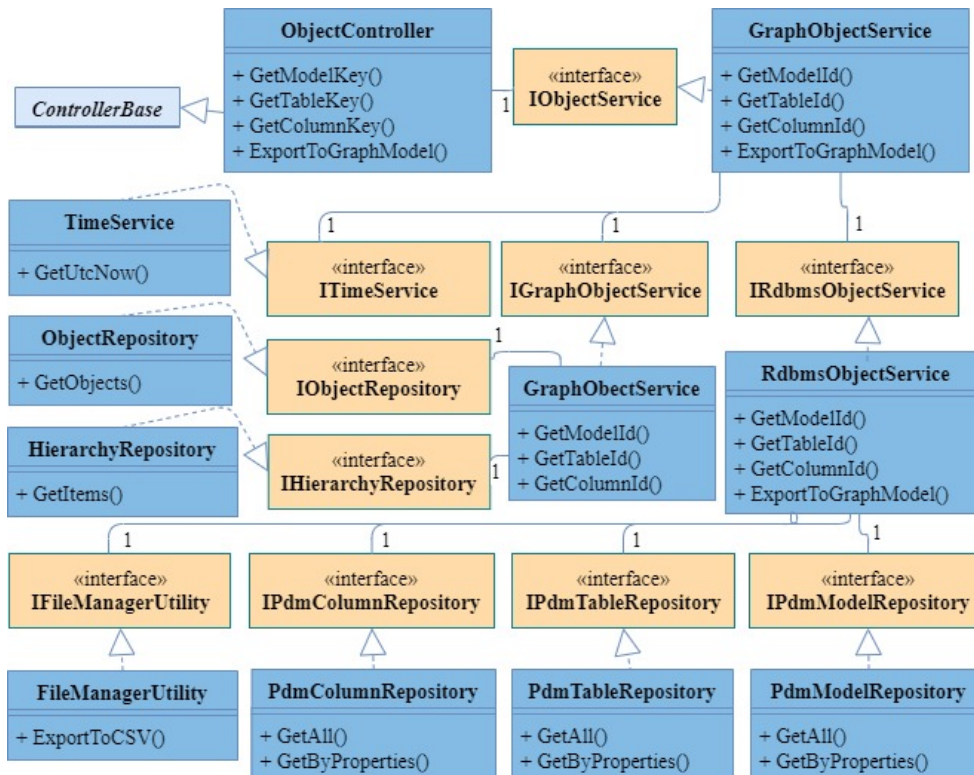 ObjectController
+ GetModelKey()
+ GetTableKey()
+ GetColumnKey()
+ ExportToGraphModel()
ControllerBase
1
«interface»
IObjectService
GraphObjectService
+ GetModelId()
+ GetTableId()
+ GetColumnId()
+ ExportToGraphModel()
TimeService
+ GetUtcNow()
1
«interface»
ITimeService
1
«interface»
IGraphObjectService
1
«interface»
IRdbmsObjectService
ObjectRepository
+ GetObjects()
1
«interface»
IObjectRepository
GraphObectService
+ GetModelId()
+ GetTableId()
+ GetColumnId()
RdbmsObjectService
+ GetModelId()
+ GetTableId()
+ GetColumnId()
+ ExportToGraphModel()
HierarchyRepository
+ GetItems()
«interface»
IHierarchyRepository
1
1
«interface»
IFileManagerUtility
1
«interface»
IPdmColumnRepository
1
«interface»
IPdmTableRepository
1
«interface»
IPdmModelRepository
FileManagerUtility
+ ExportToCSV()
PdmColumnRepository
+ GetAll()
+ GetByProperties()
PdmTableRepository
+ GetAll()
+ GetByProperties()
PdmModelRepository
+ GetAll()
+ GetByProperties()